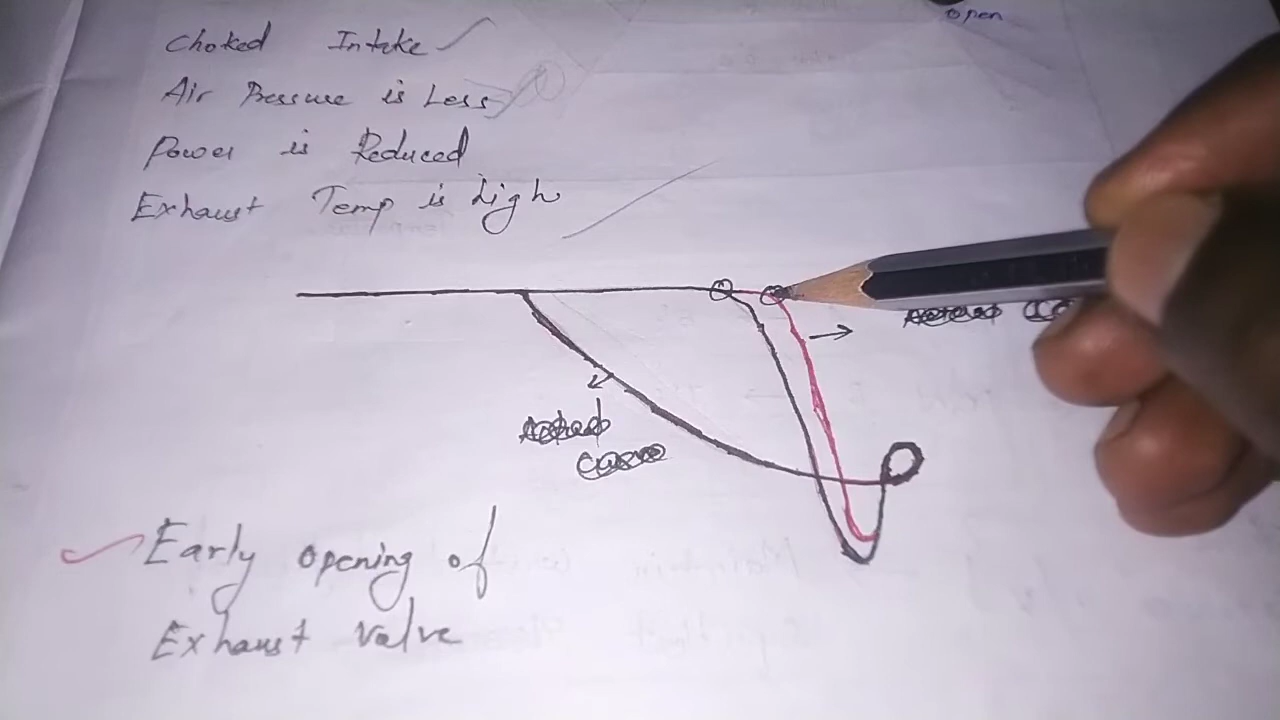 open
Choked Intake
Air Pressure is Less
Power is Reduced
Exhaust Temp is High
Early opening of
Exhaust Valve